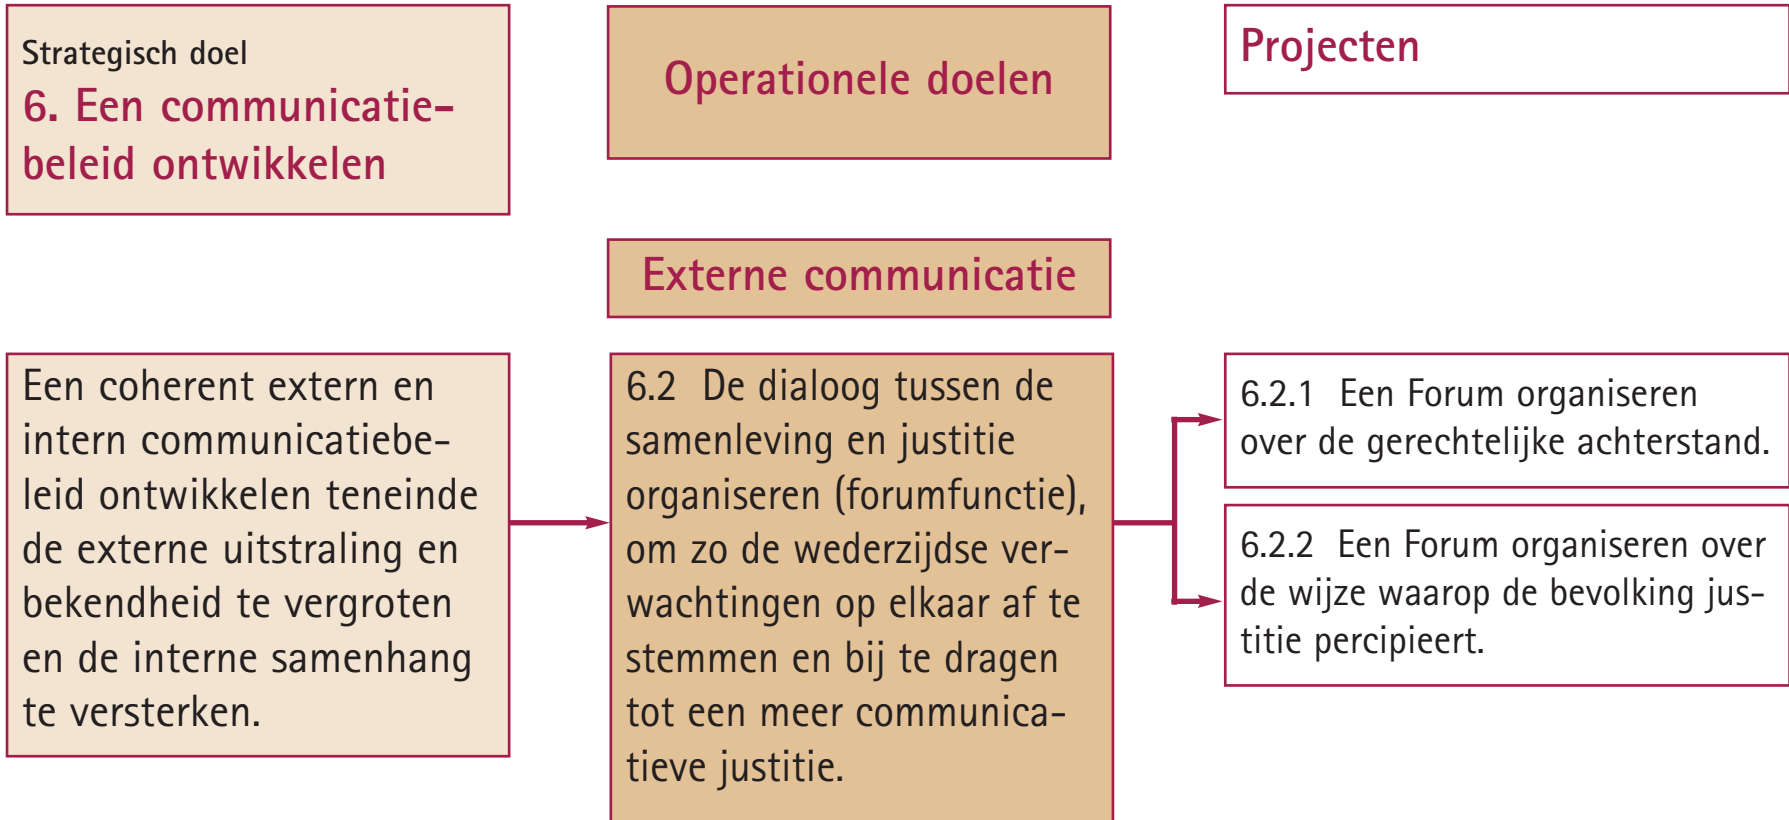 Strategisch doel
6. Een communicatie-
beleid ontwikkelen
Operationele doelen
Projecten
Externe communicatie
Een coherent extern en
intern communicatiebe-
leid ontwikkelen teneinde
de externe uitstraling en
bekendheid te vergroten
en de interne samenhang
te versterken.
6.2 De dialoog tussen de
samenleving en justitie
organiseren (forumfunctie),
om zo de wederzijdse ver-
wachtingen op elkaar af te
stemmen en bij te dragen
tot een meer communica-
tieve justitie.
6.2.1 Een Forum organiseren
over de gerechtelijke achterstand.
6.2.2 Een Forum organiseren over
de wijze waarop de bevolking jus-
titie percipieert.